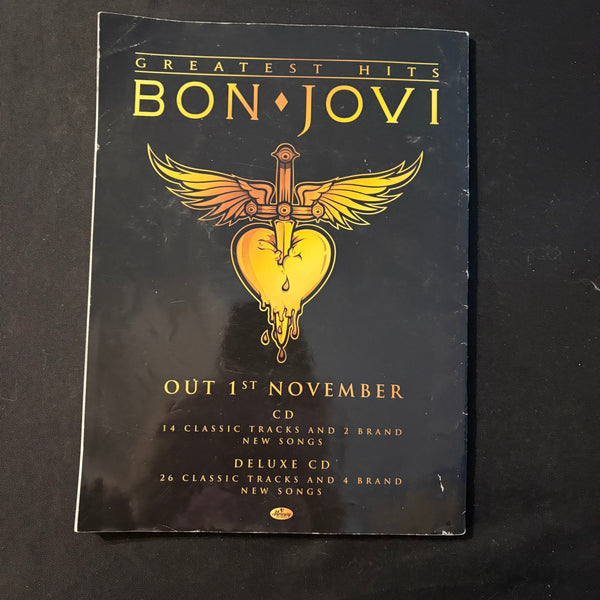 GREATEST HITS
BON♦JOVI
OUT 1ST NOVEMBER
CD
14 CLASSIC TRACKS AND 2 BRAND
NEW SONGS
DELUXE CD
26 CLASSIC TRACKS AND 4 BRAND
NEW SONGS
Mercury